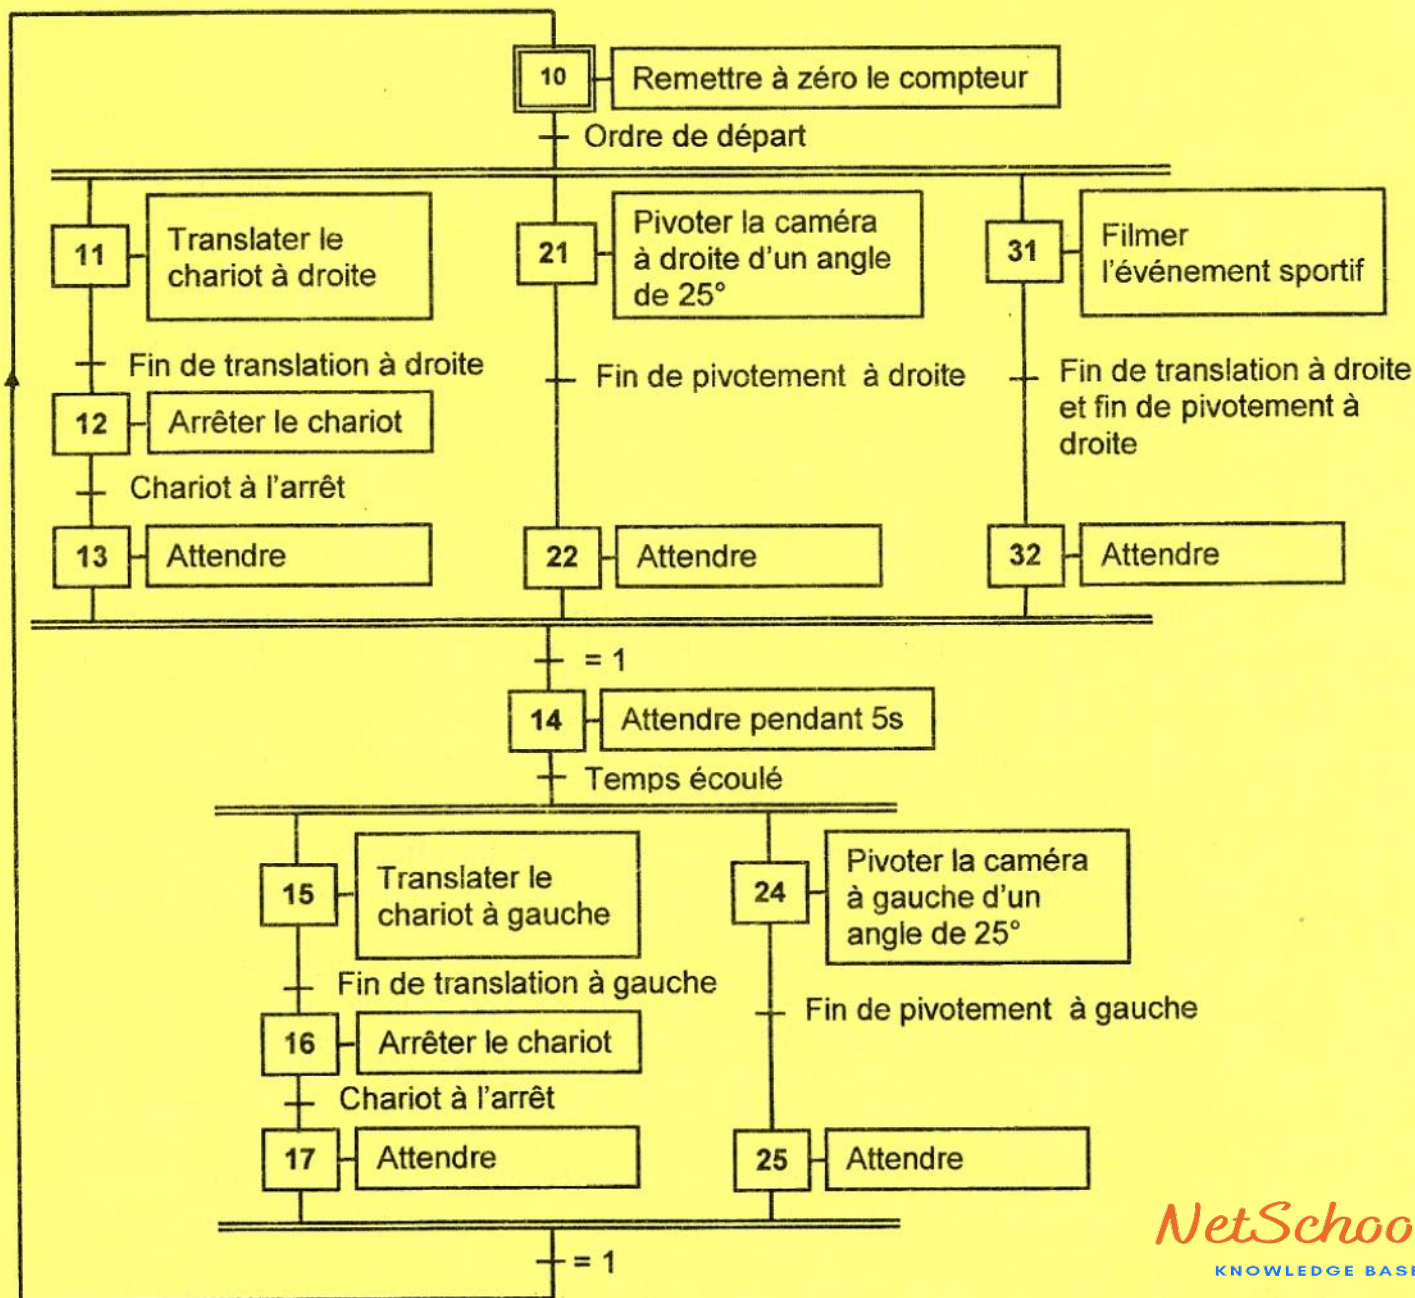 10
Remettre à zéro le compteur
Ordre de départ
11
Translater le
chariot à droite
21
Pivoter la caméra
à droite d'un angle
de 25°
31
Filmer
l'événement sportif
Fin de translation à droite
Fin de pivotement à droite
Fin de translation à droite
et fin de pivotement à
droite
12
Arrêter le chariot
Chariot à l'arrêt
13
Attendre
22
Attendre
32
Attendre
= 1
14
Attendre pendant 5s
Temps écoulé
15
Translater le
chariot à gauche
24
Pivoter la caméra
à gauche d'un
angle de 25°
Fin de translation à gauche
Fin de pivotement à gauche
16
Arrêter le chariot
Chariot à l'arrêt
17
Attendre
25
Attendre
= 1
NetSchoo
KNOWLEDGE BASE